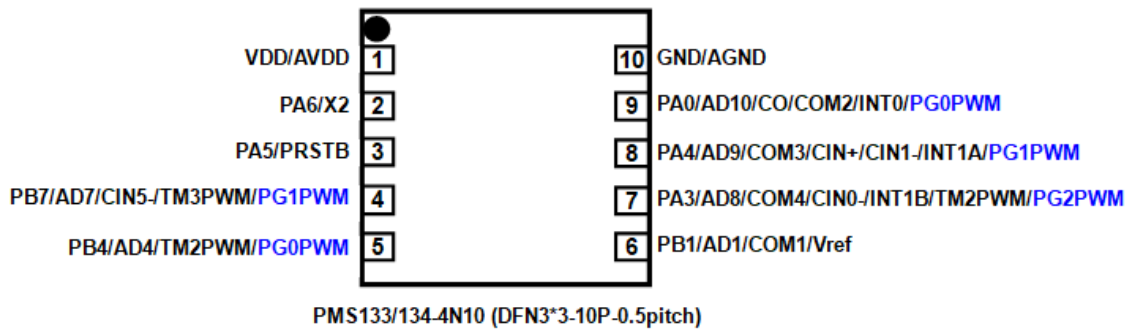 VDD/AVDD 1 10 GND/AGND
PA6/X2 2 9 PA0/AD10/CO/COM2/INT0/PG0PWM
PA5/PRSTB 3 8 PA4/AD9/COM3/CIN+/CIN1-/INT1A/PG1PWM
PB7/AD7/CIN5-/TM3PWM/PG1PWM 4 7 PA3/AD8/COM4/CIN0-/INT1B/TM2PWM/PG2PWM
PB4/AD4/TM2PWM/PG0PWM 5 6 PB1/AD1/COM1/Vref
PMS133/134-4N10 (DFN3*3-10P-0.5pitch)